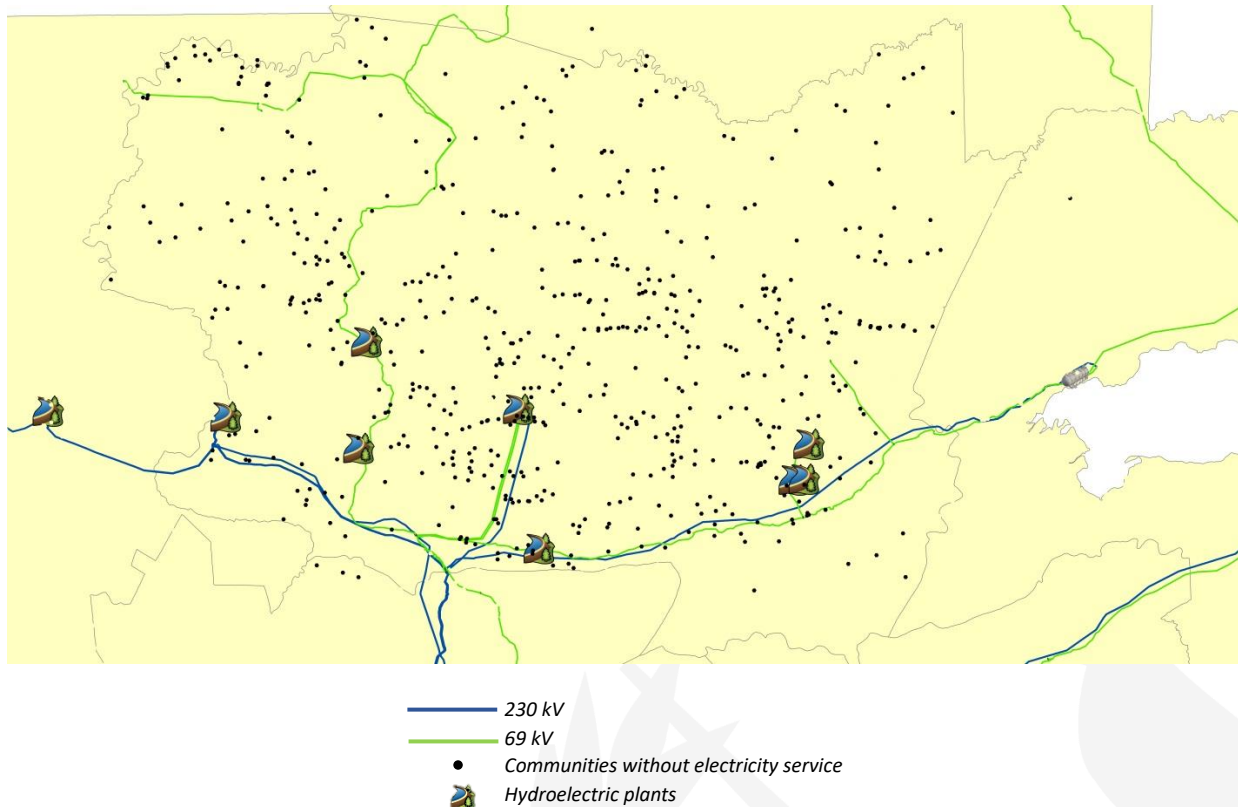 230 kV
69 kV
Communities without electricity service
Hydroelectric plants